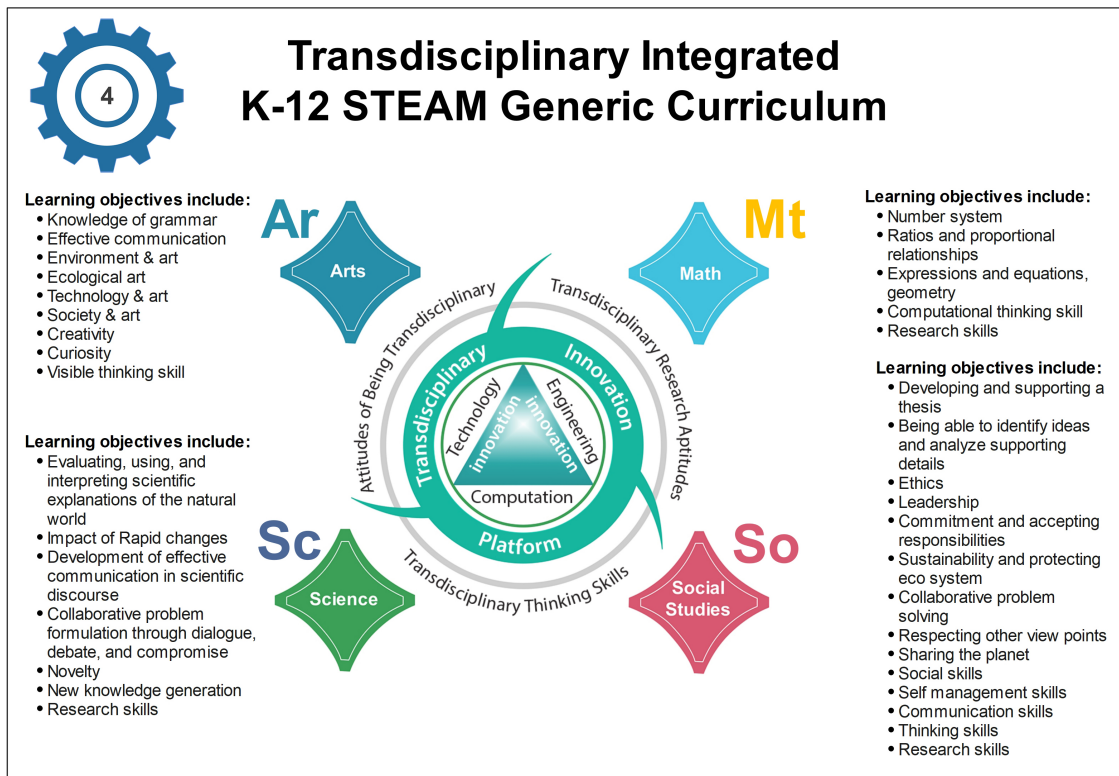 4
Transdisciplinary Integrated
K-12 STEAM Generic Curriculum
Learning objectives include:
• Knowledge of grammar
• Effective communication
• Environment & art
• Ecological art
• Technology & art
• Society & art
• Creativity
• Curiosity
• Visible thinking skill
Ar
Arts
Mt
Math
Learning objectives include:
• Number system
• Ratios and proportional
relationships
• Expressions and equations,
geometry
• Computational thinking skill
• Research skills
Attitudes of Being Transdisciplinary
Transdisciplinary Research Aptitudes
Transdisciplinary Thinking Skills
Transdisciplinary
Innovation
Platform
Technology
Engineering
Computation
innovation
innovation
Learning objectives include:
• Evaluating, using, and
interpreting scientific
explanations of the natural
world
• Impact of Rapid changes
• Development of effective
communication in scientific
discourse
• Collaborative problem
formulation through dialogue,
debate, and compromise
• Novelty
• New knowledge generation
• Research skills
Sc
Science
So
Social
Studies
Learning objectives include:
• Developing and supporting a
thesis
• Being able to identify ideas
and analyze supporting
details
• Ethics
• Leadership
• Commitment and accepting
responsibilities
• Sustainability and protecting
eco system
• Collaborative problem
solving
• Respecting other view points
• Sharing the planet
• Social skills
• Self management skills
• Communication skills
• Thinking skills
• Research skills